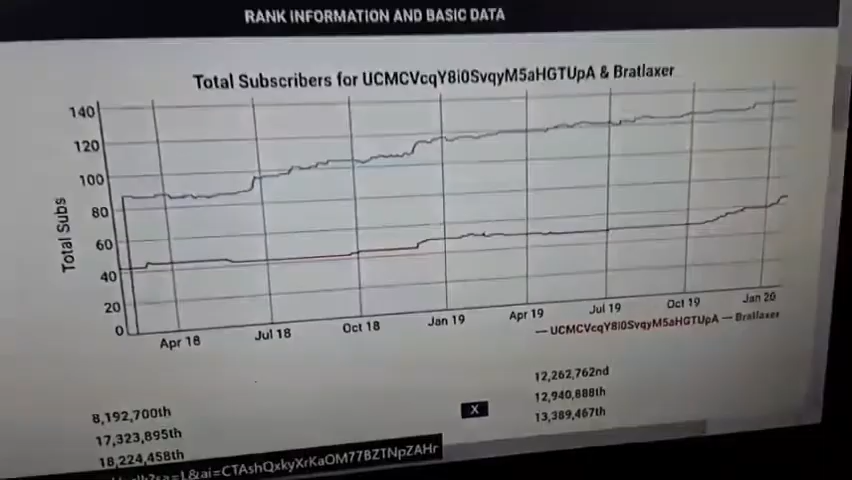 RANK INFORMATION AND BASIC DATA
Total Subscribers for UCMCVcqY8i0SvqyM5aHGTUpA & Bratlaxer
140
120
100
80
60
40
20
0
Total Subs
Apr 18
Jul 18
Oct 18
Jan 19
Apr 19
Jul 19
Oct 19
Jan 20
— UCMCVcqY8i0SvqyM5aHGTUpA — Bratlaxer
8,192,700th
17,323,895th
18,224,458th
X
12,262,762nd
12,940,888th
13,389,467th